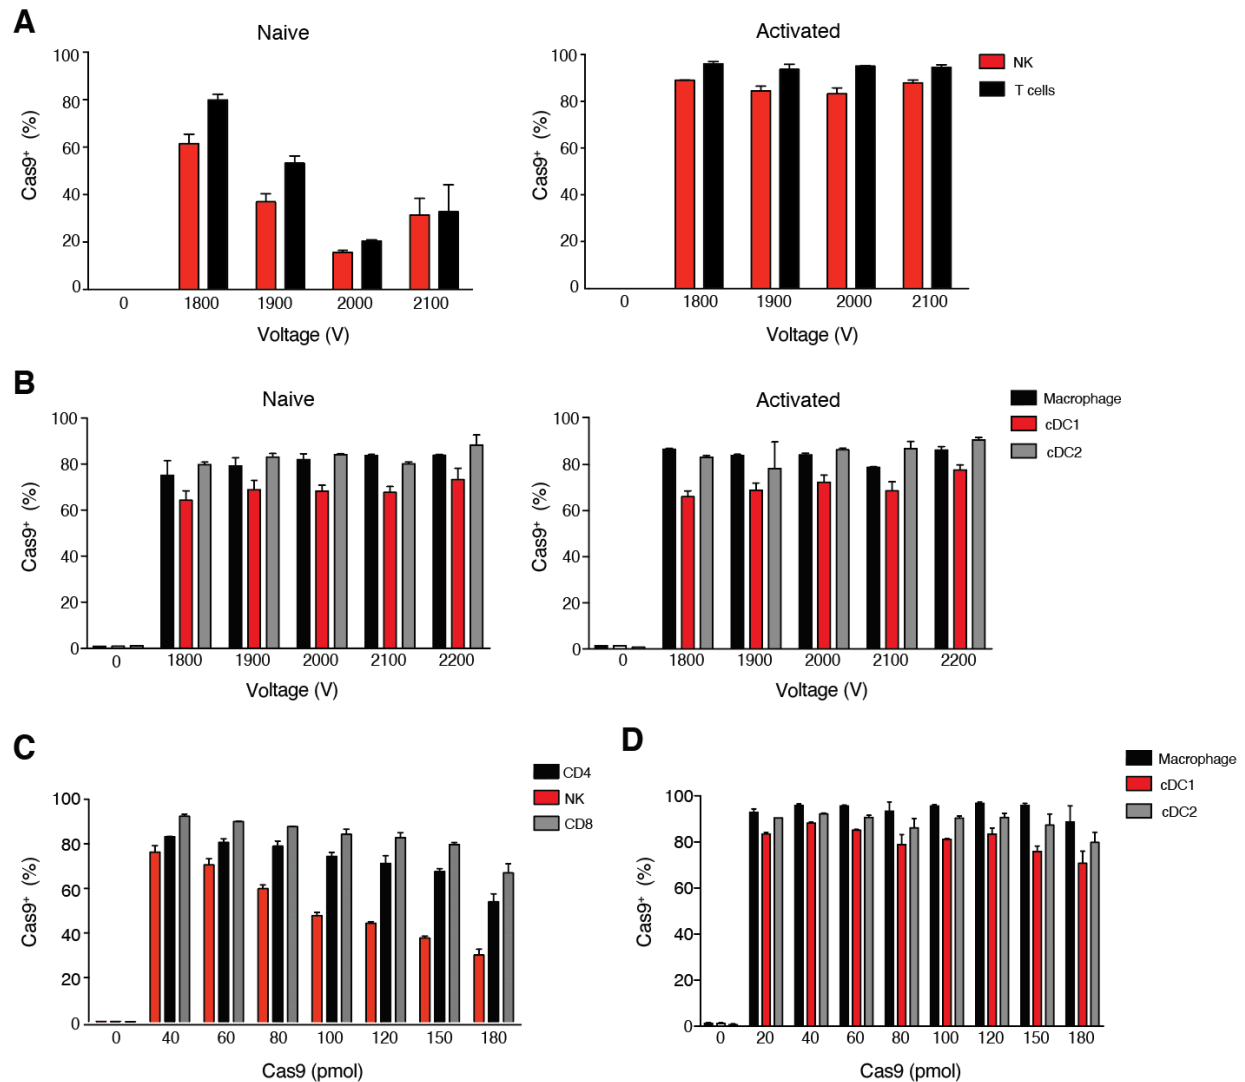 A
Naive
Activated
NK
T cells
Cas9⁺ (%)
100
80
60
40
20
0
0 1800 1900 2000 2100
Voltage (V)
Cas9⁺ (%)
100
80
60
40
20
0
0 1800 1900 2000 2100
Voltage (V)
B
Naive
Activated
Macrophage
cDC1
cDC2
Cas9⁺ (%)
100
80
60
40
20
0
0 1800 1900 2000 2100 2200
Voltage (V)
Cas9⁺ (%)
100
80
60
40
20
0
0 1800 1900 2000 2100 2200
Voltage (V)
C
CD4
NK
CD8
Cas9⁺ (%)
100
80
60
40
20
0
0 40 60 80 100 120 150 180
Cas9 (pmol)
D
Macrophage
cDC1
cDC2
Cas9⁺ (%)
100
80
60
40
20
0
0 20 40 60 80 100 120 150 180
Cas9 (pmol)